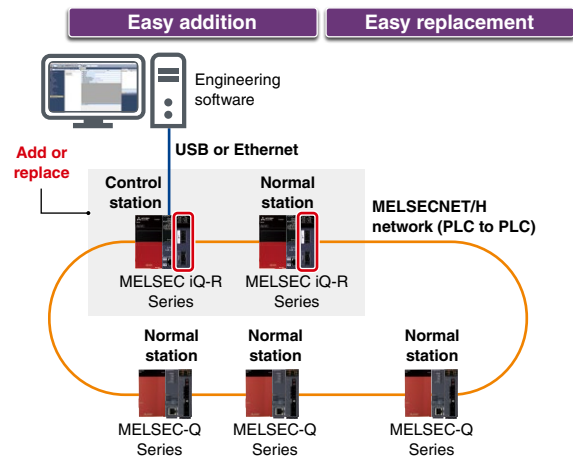 Easy addition
Easy replacement
Engineering
software
USB or Ethernet
Add or
replace
Control
station
Normal
station
MELSECNET/H
network (PLC to PLC)
MELSEC iQ-R
Series
MELSEC iQ-R
Series
Normal
station
Normal
station
Normal
station
MELSEC-Q
Series
MELSEC-Q
Series
MELSEC-Q
Series